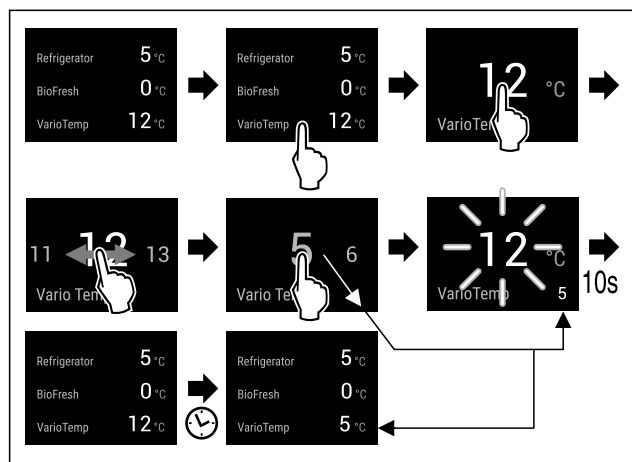 Refrigerator 5 °C
BioFresh 0 °C
VarioTemp 12 °C
Refrigerator 5 °C
BioFresh 0 °C
VarioTemp 12 °C
12 °C
VarioTemp
11 12 13
Vario Temp
5 6
Vario Temp
12 °C
VarioTemp 5
10s
Refrigerator 5 °C
BioFresh 0 °C
VarioTemp 12 °C
Refrigerator 5 °C
BioFresh 0 °C
VarioTemp 5 °C